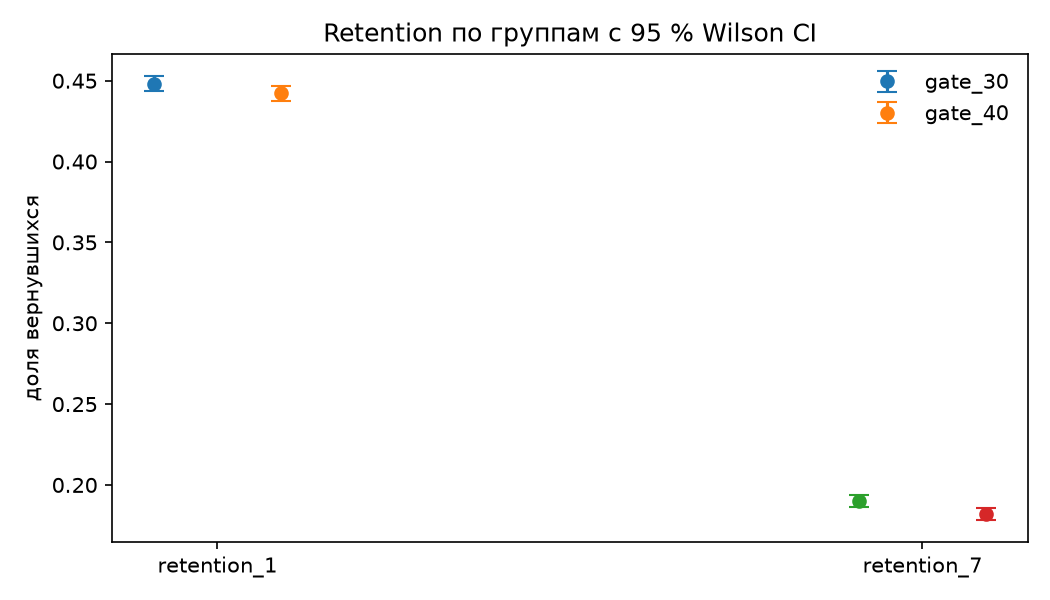 Retention по группам с 95 % Wilson CI
gate_30
gate_40
доля вернувшихся
0.45
0.40
0.35
0.30
0.25
0.20
retention_1
retention_7